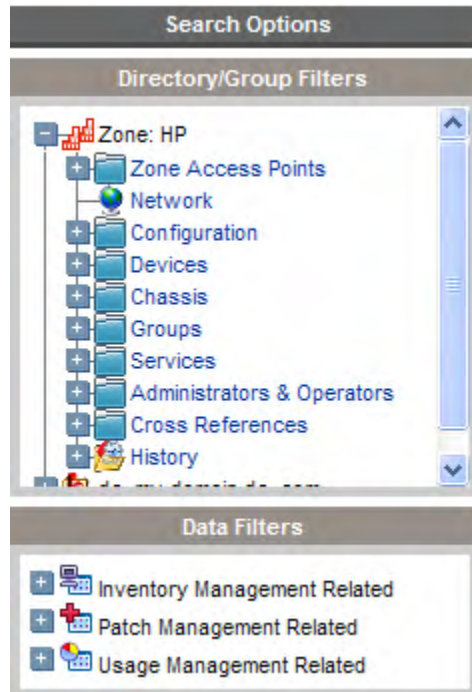 Search Options
Directory/Group Filters
Zone: HP
Zone Access Points
Network
Configuration
Devices
Chassis
Groups
Services
Administrators & Operators
Cross References
History
Data Filters
Inventory Management Related
Patch Management Related
Usage Management Related